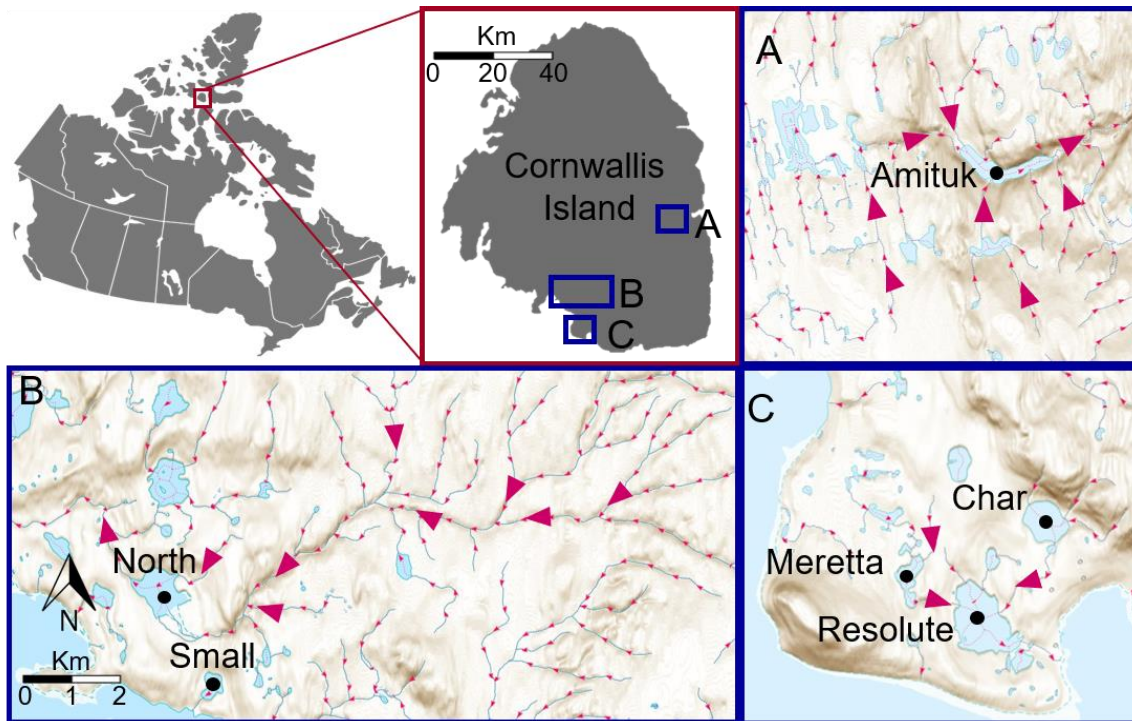 Km
0 20 40
Cornwallis
Island
A
B
C
A
Amituk
B
North
N
Small
Km
0 1 2
C
Char
Meretta
Resolute